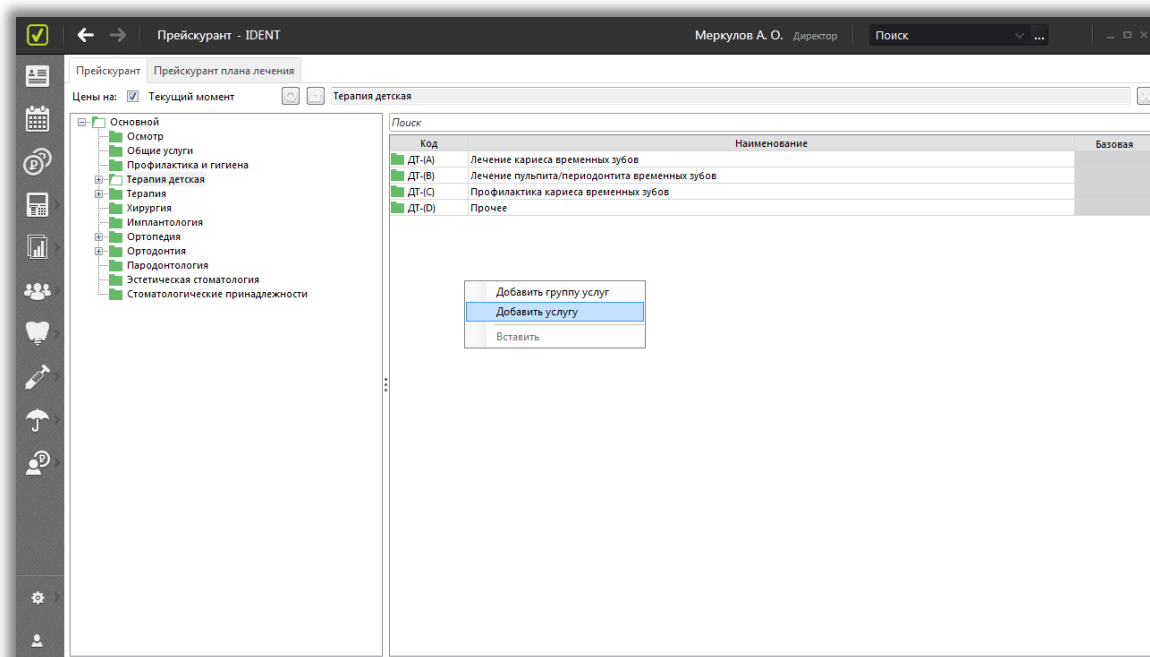 Прейскурант - IDENT
Меркулов А. О. Директор
Поиск
...
Прейскурант
Прейскурант плана лечения
Цены на:
Текущий момент
Терапия детская
Основной
Осмотр
Общие услуги
Профилактика и гигиена
Терапия детская
Терапия
Хирургия
Имплантология
Ортопедия
Ортодонтия
Пародонтология
Эстетическая стоматология
Стоматологические принадлежности
Поиск
Код Наименование Базовая
ДТ-(A) Лечение кариеса временных зубов
ДТ-(B) Лечение пульпита/периодонтита временных зубов
ДТ-(C) Профилактика кариеса временных зубов
ДТ-(D) Прочее
Добавить группу услуг
Добавить услугу
Вставить